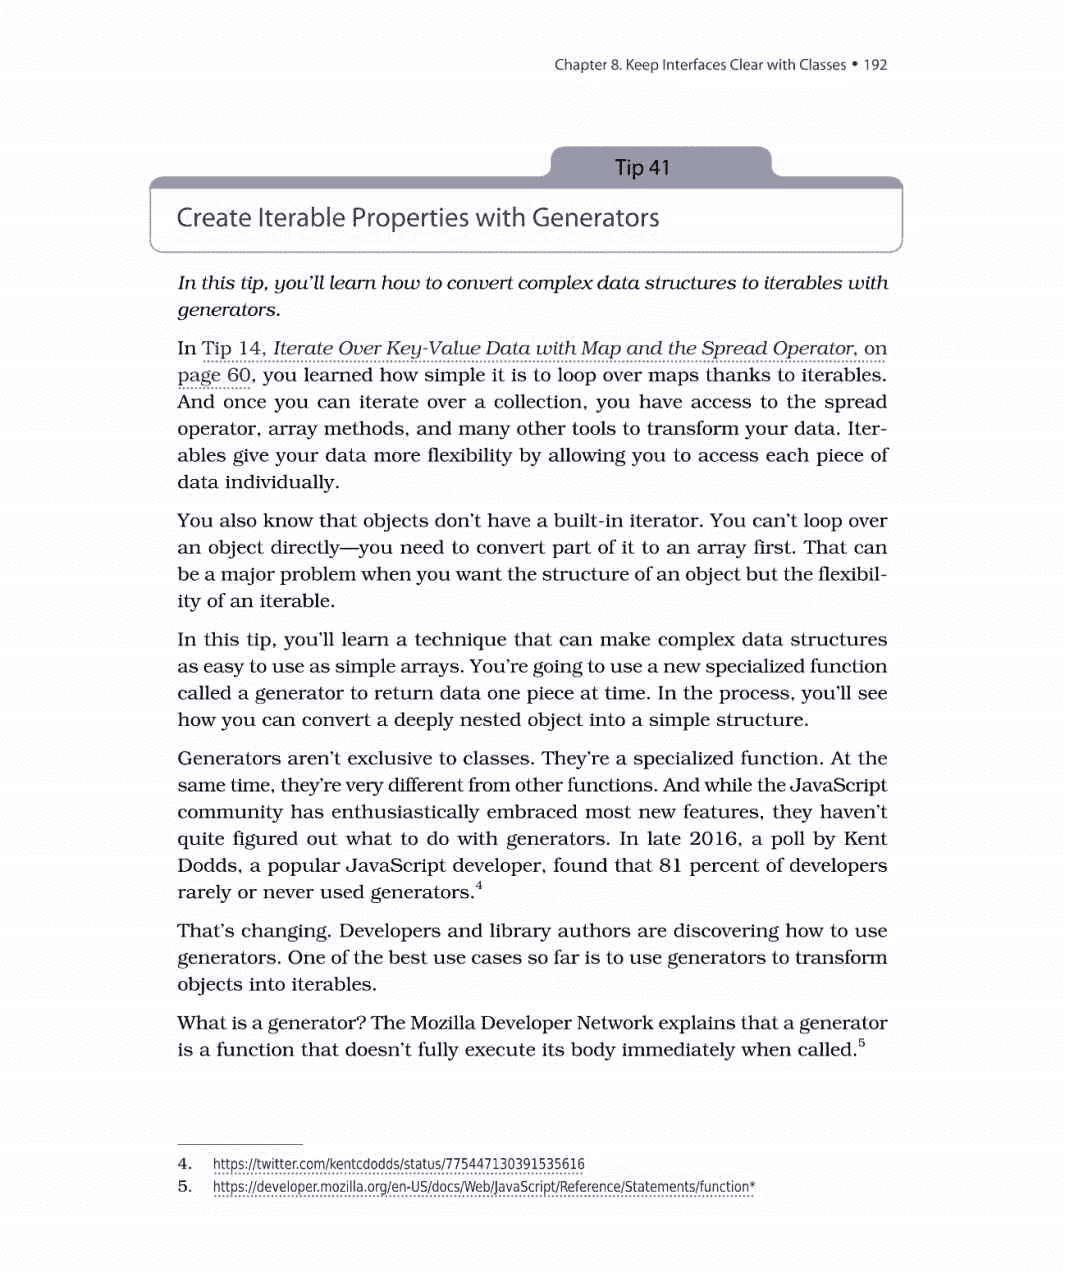 Chapter 8. Keep Interfaces Clear with Classes • 192
Tip 41
Create Iterable Properties with Generators
In this tip, you'll learn how to convert complex data structures to iterables with
generators.
In Tip 14, Iterate Over Key-Value Data with Map and the Spread Operator, on
page 60, you learned how simple it is to loop over maps thanks to iterables.
And once you can iterate over a collection, you have access to the spread
operator, array methods, and many other tools to transform your data. Iter-
ables give your data more flexibility by allowing you to access each piece of
data individually.
You also know that objects don't have a built-in iterator. You can't loop over
an object directly—you need to convert part of it to an array first. That can
be a major problem when you want the structure of an object but the flexibil-
ity of an iterable.
In this tip, you'll learn a technique that can make complex data structures
as easy to use as simple arrays. You're going to use a new specialized function
called a generator to return data one piece at time. In the process, you'll see
how you can convert a deeply nested object into a simple structure.
Generators aren't exclusive to classes. They're a specialized function. At the
same time, they're very different from other functions. And while the JavaScript
community has enthusiastically embraced most new features, they haven't
quite figured out what to do with generators. In late 2016, a poll by Kent
Dodds, a popular JavaScript developer, found that 81 percent of developers
rarely or never used generators.4
That's changing. Developers and library authors are discovering how to use
generators. One of the best use cases so far is to use generators to transform
objects into iterables.
What is a generator? The Mozilla Developer Network explains that a generator
is a function that doesn't fully execute its body immediately when called.5
4. https://twitter.com/kentcdodds/status/775447130391535616
5. https://developer.mozilla.org/en-US/docs/Web/JavaScript/Reference/Statements/function*